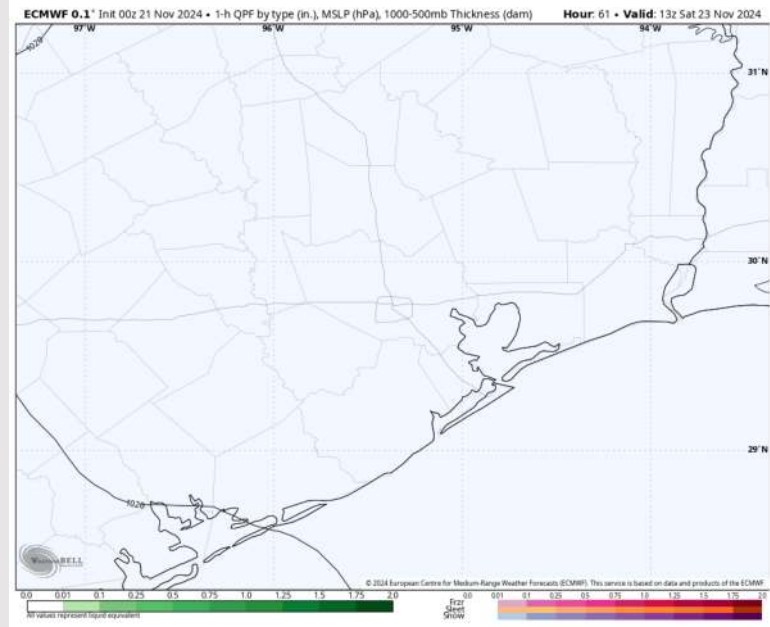 ECMWF 0.1° Init 00z 21 Nov 2024 • 1-h QPF by type (in.), MSLP (hPa), 1000-500mb Thickness (dam) Hour: 61 • Valid: 13z Sat 23 Nov 2024
97°W 96°W 95°W 94°W
1020
31°N
30°N
29°N
1020
WeatherBELL
© 2024 European Centre for Medium-Range Weather Forecasts (ECMWF). This service is based on data and products of the ECMWF
0.0 0.01 0.1 0.25 0.5 0.75 1.0 1.25 1.5 1.75 2.0 0.0 0.01 0.1 0.25 0.5 0.75 1.0 1.25 1.5 1.75 2.0
Frzr
Sleet
Snow
All values represent liquid equivalent